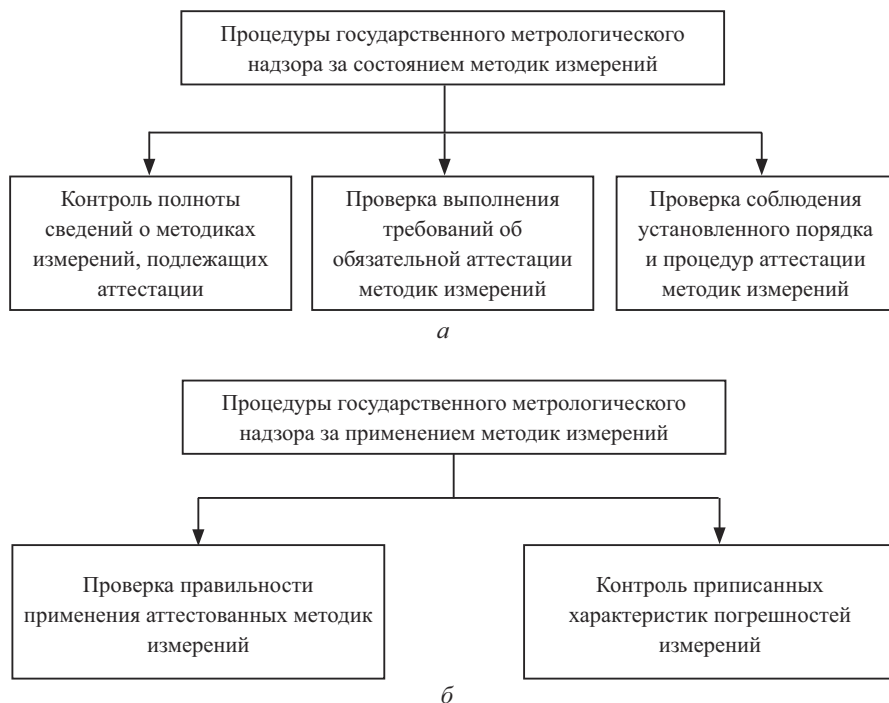 Процедуры государственного метрологического
надзора за состоянием методик измерений
Контроль полноты
сведений о методиках
измерений, подлежащих
аттестации
Проверка выполнения
требований об
обязательной аттестации
методик измерений
Проверка соблюдения
установленного порядка
и процедур аттестации
методик измерений
а
Процедуры государственного метрологического
надзора за применением методик измерений
Проверка правильности
применения аттестованных методик
измерений
Контроль приписанных
характеристик погрешностей
измерений
б